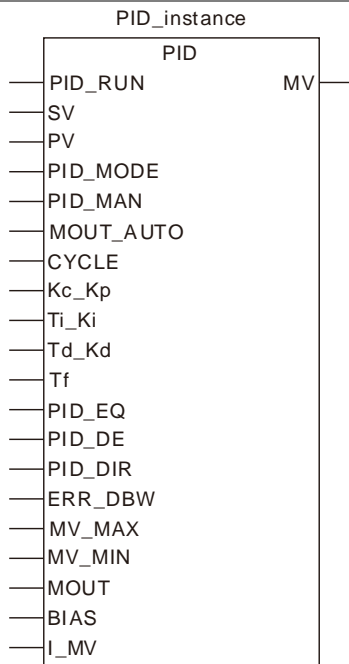 PID_instance
PID
PID_RUN MV
SV
PV
PID_MODE
PID_MAN
MOUT_AUTO
CYCLE
Kc_Kp
Ti_Ki
Td_Kd
Tf
PID_EQ
PID_DE
PID_DIR
ERR_DBW
MV_MAX
MV_MIN
MOUT
BIAS
I_MV